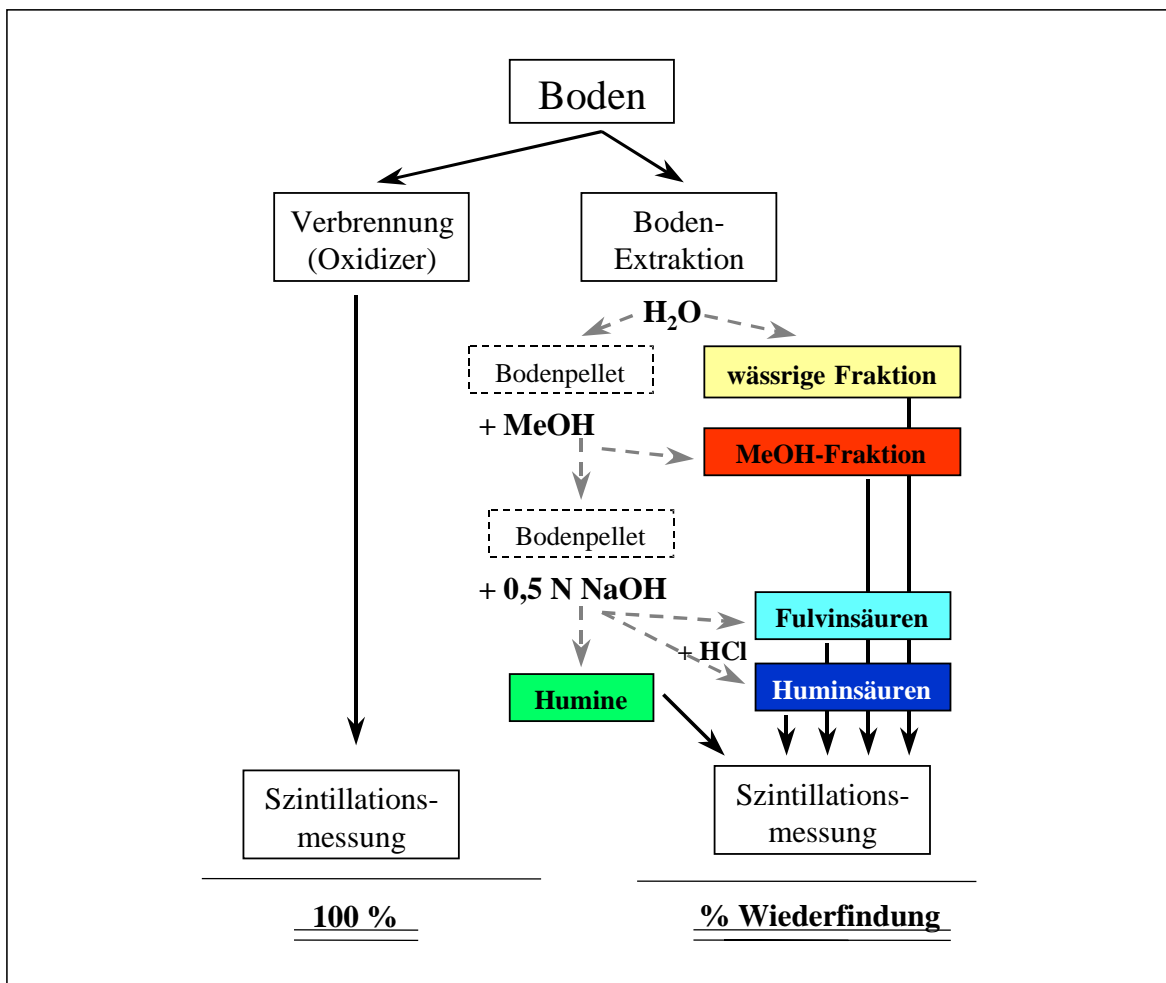 Boden
Verbrennung
(Oxidizer)
Boden-
Extraktion
H₂O
Bodenpellet
wässrige Fraktion
+ MeOH
MeOH-Fraktion
Bodenpellet
+ 0,5 N NaOH
Fulvinsäuren
+ HCl
Huminsäuren
Humine
Szintillations-
messung
Szintillations-
messung
100 %
% Wiederfindung